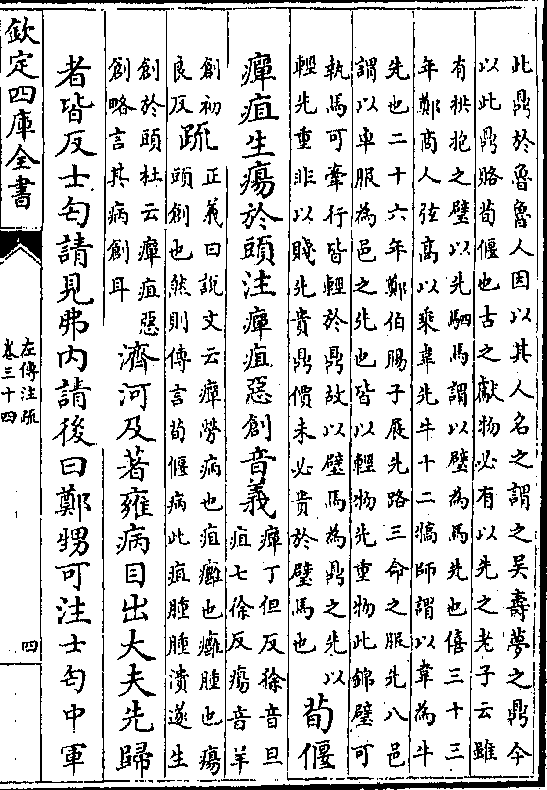 此鼎於魯魯人因以其人名之謂之吳壽夢之鼎今
以此鼎賂荀偃也古之獻物必有以先之老子云雖
有拱抱之璧以先駟馬謂以璧為馬先也僖三十三
年鄭商人弦高以乘韋先牛十二犒師謂以韋為牛
先也二十六年鄭伯賜子展先路三命之服先八邑
謂以車服為邑之先也皆以輕物先重物此錦璧可
執馬可牽行皆輕於鼎故以璧馬為鼎之先以
輕先重非以賤先貴鼎價未必貴於璧馬也
荀偃
癉疽生瘍於頭注癉疽惡創音義
癉丁但反徐音旦
疽七徐反瘍音羊
創初
良反
疏
正義曰說文云癉勞病也疽癰也癰腫也瘍
頭創也然則傳言荀偃病此疽腫腫潰遂生
創於頭杜云癉疽惡
創略言其病創耳
濟河及著雍病目出大夫先歸
者皆反士匄請見弗内請後曰鄭甥可注士匄中軍
欽定四庫全書
左傳注疏
卷三十四
四